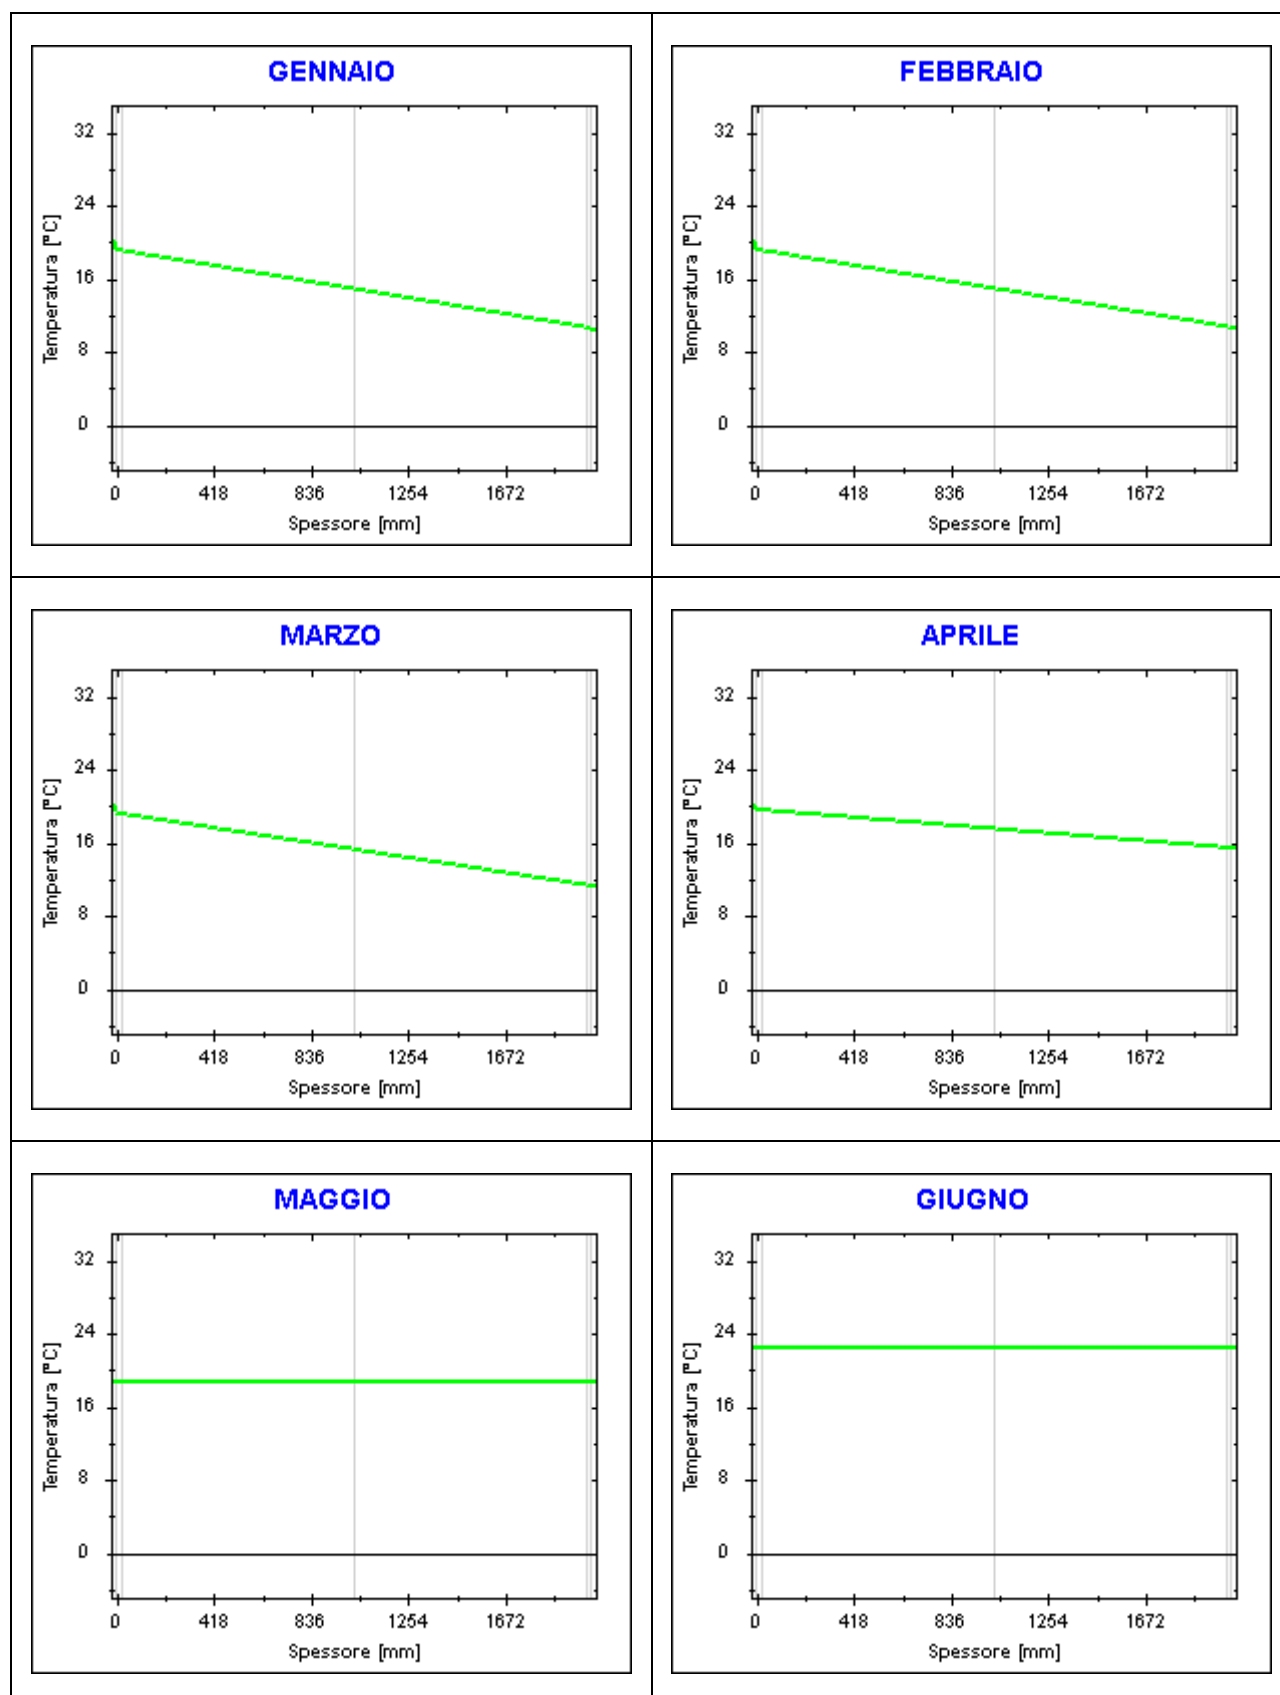 GENNAIO
32
24
16
8
0
Temperatura [°C]
0 418 836 1254 1672
Spessore [mm]
FEBBRAIO
32
24
16
8
0
Temperatura [°C]
0 418 836 1254 1672
Spessore [mm]
MARZO
32
24
16
8
0
Temperatura [°C]
0 418 836 1254 1672
Spessore [mm]
APRILE
32
24
16
8
0
Temperatura [°C]
0 418 836 1254 1672
Spessore [mm]
MAGGIO
32
24
16
8
0
Temperatura [°C]
0 418 836 1254 1672
Spessore [mm]
GIUGNO
32
24
16
8
0
Temperatura [°C]
0 418 836 1254 1672
Spessore [mm]